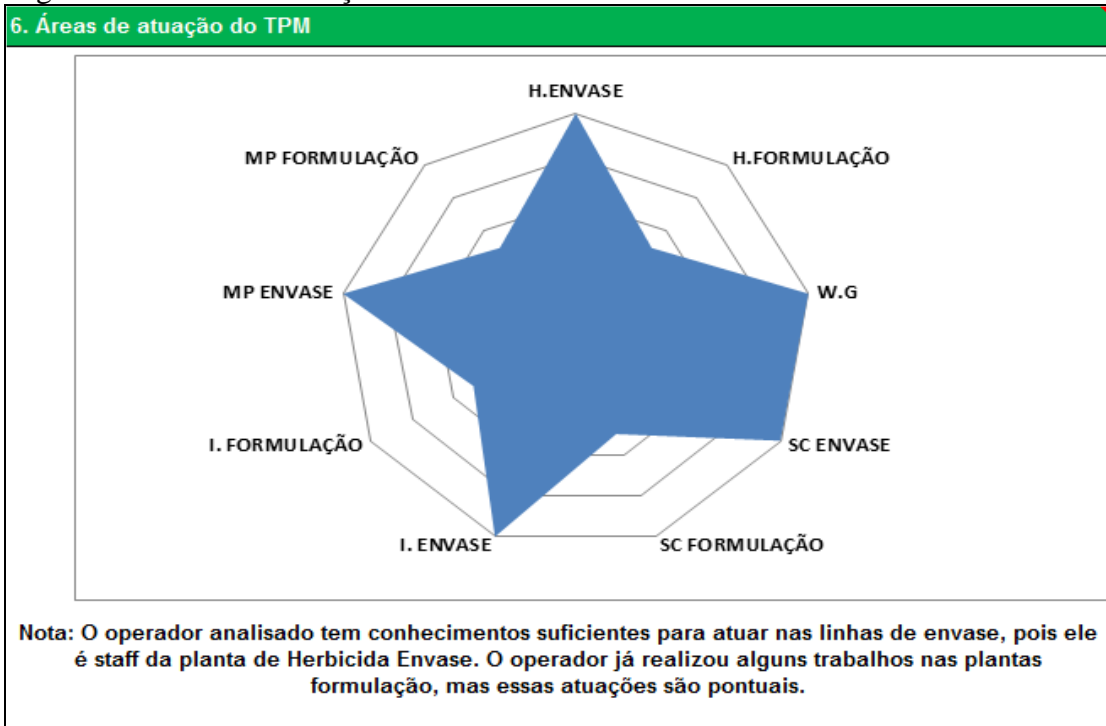 6. Áreas de atuação do TPM
H.ENVASE
MP FORMULAÇÃO
H.FORMULAÇÃO
MP ENVASE
W.G
I. FORMULAÇÃO
SC ENVASE
I. ENVASE
SC FORMULAÇÃO
Nota: O operador analisado tem conhecimentos suficientes para atuar nas linhas de envase, pois ele
é staff da planta de Herbicida Envase. O operador já realizou alguns trabalhos nas plantas
formulação, mas essas atuações são pontuais.